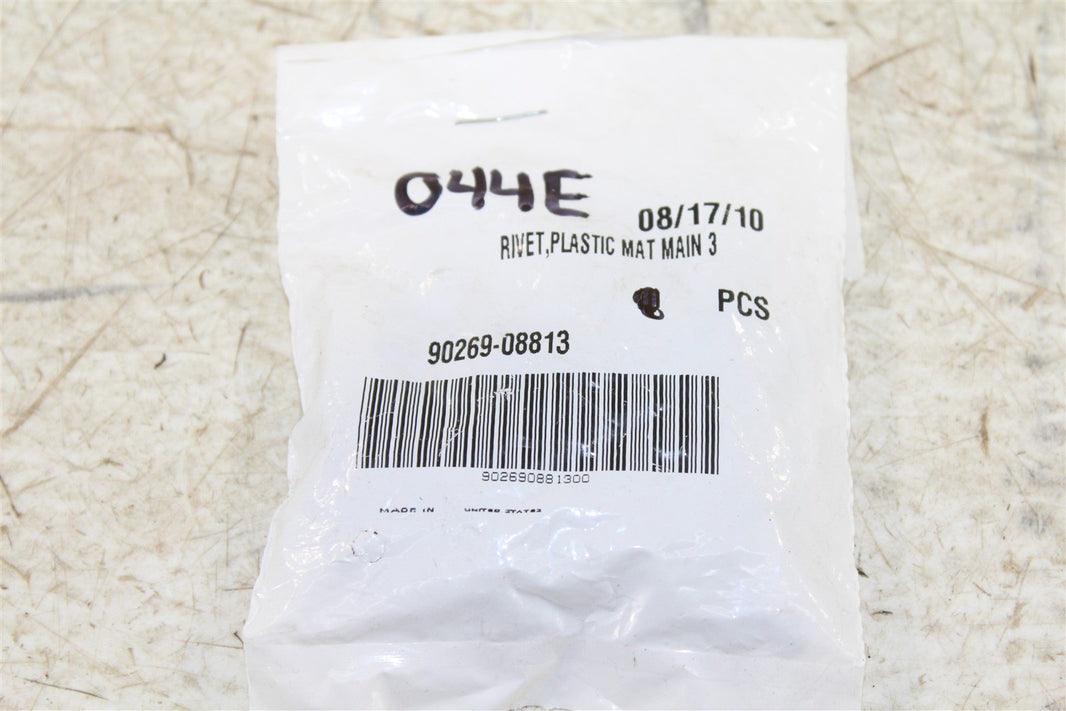 044E
08/17/10
RIVET,PLASTIC MAT MAIN 3
PCS
90269-08813
902690881300
MADE IN UNITED STATES